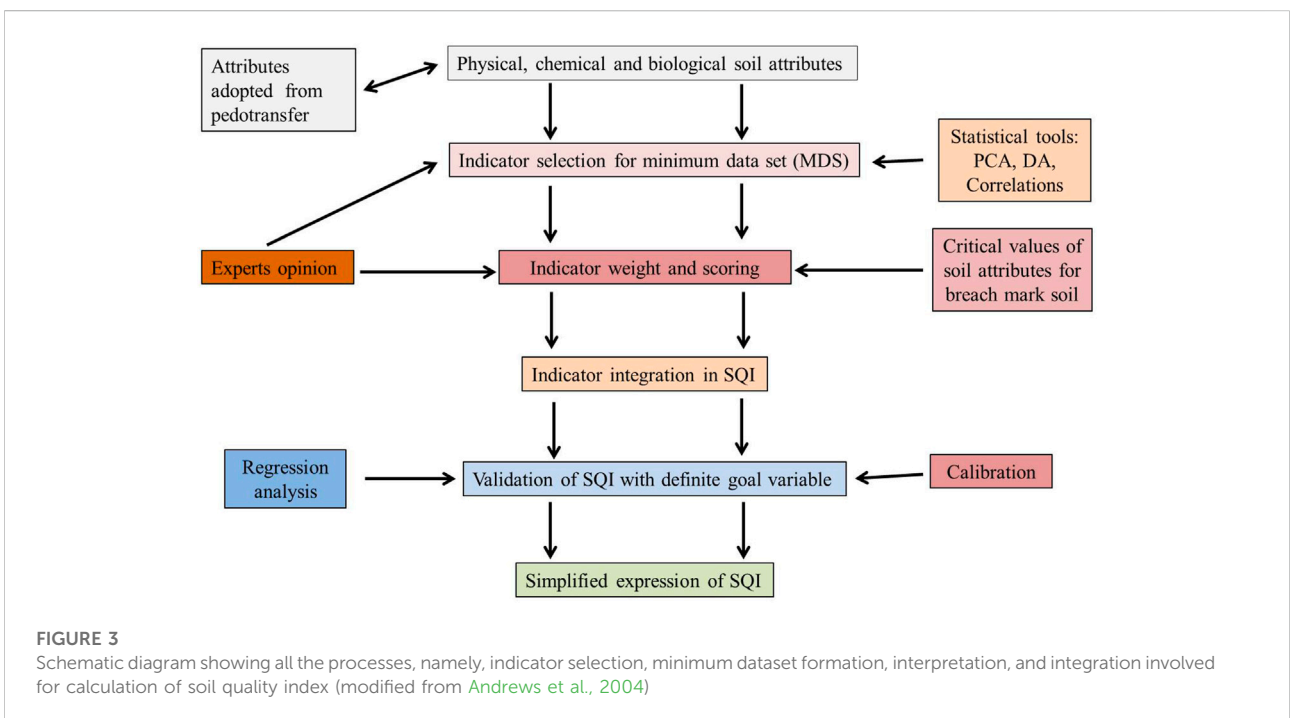 Attributes
adopted from
pedotransfer
Physical, chemical and biological soil attributes
Indicator selection for minimum data set (MDS)
Statistical tools:
PCA, DA,
Correlations
Experts opinion
Indicator weight and scoring
Critical values of
soil attributes for
breach mark soil
Indicator integration in SQI
Regression
analysis
Validation of SQI with definite goal variable
Calibration
Simplified expression of SQI
FIGURE 3
Schematic diagram showing all the processes, namely, indicator selection, minimum dataset formation, interpretation, and integration involved
for calculation of soil quality index (modified from Andrews et al., 2004)